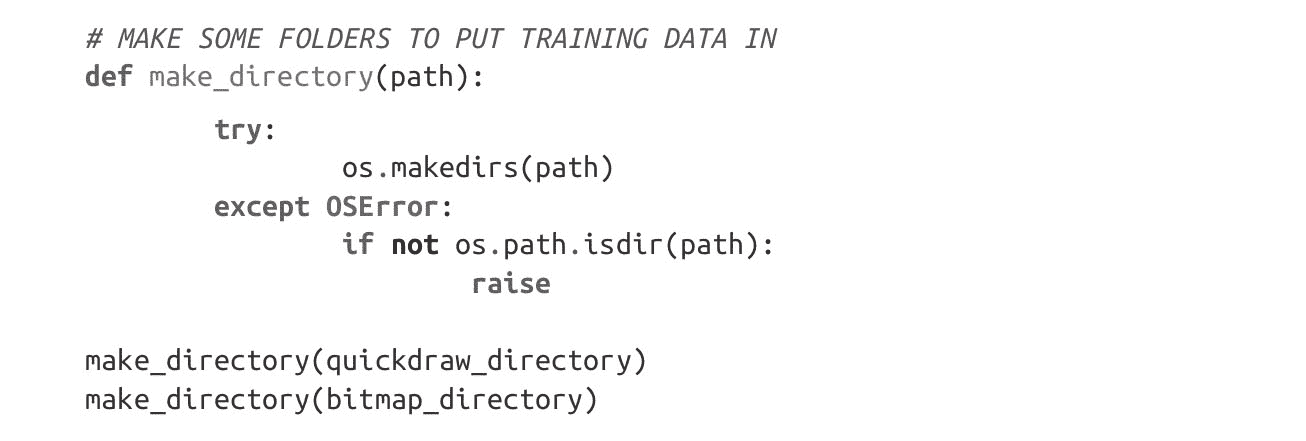 # MAKE SOME FOLDERS TO PUT TRAINING DATA IN
def make_directory(path):
try:
os.makedirs(path)
except OSError:
if not os.path.isdir(path):
raise
make_directory(quickdraw_directory)
make_directory(bitmap_directory)